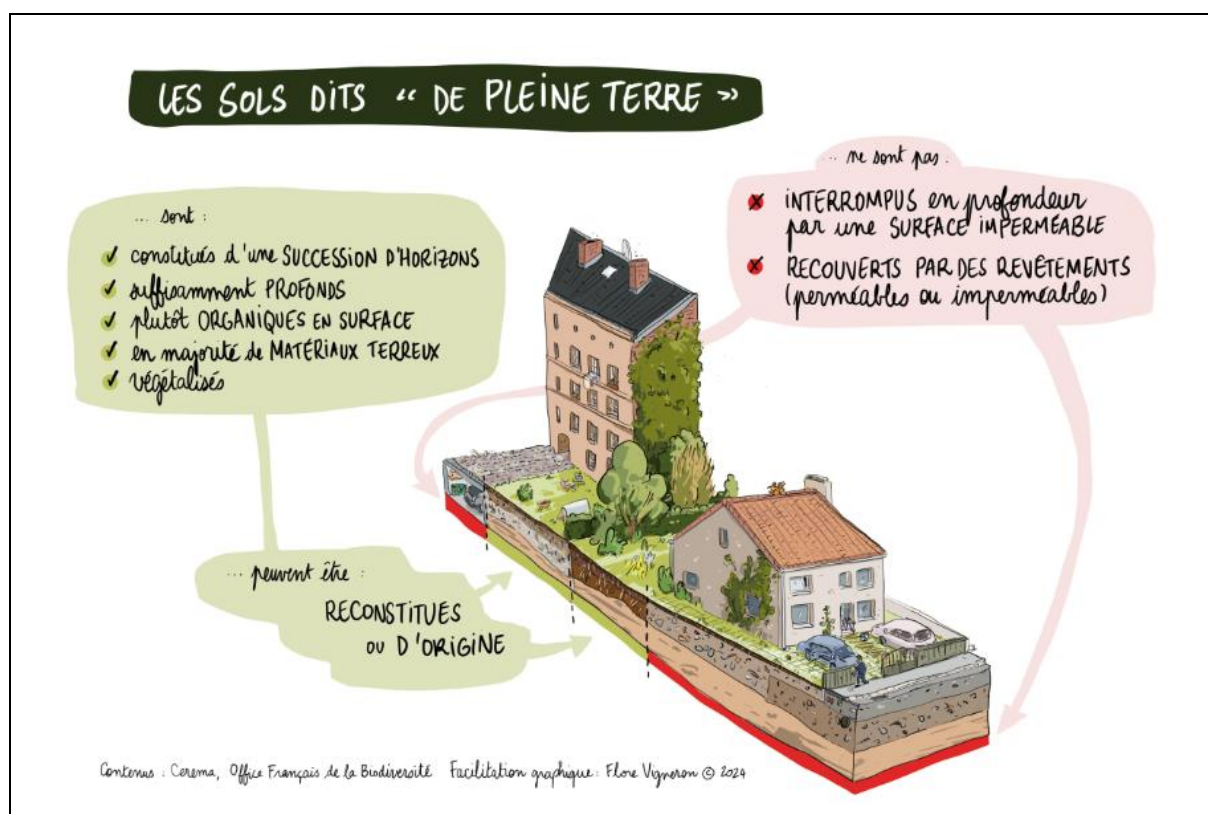 LES SOLS DITS “ DE PLEINE TERRE ”
... sont :
constitués d'une SUCCESSION D'HORIZONS
suffisamment PROFONDS
plutôt ORGANIQUES EN SURFACE
en majorité de MATÉRIAUX TERREUX
végétalisés
... ne sont pas :
INTERROMPUS en profondeur
par une SURFACE IMPERMÉABLE
RECOUVERTS PAR DES REVÊTEMENTS
(perméables ou imperméables)
... peuvent être :
RECONSTITUÉS
OU D'ORIGINE
Contenus : Cerema, Office Français de la Biodiversité Facilitation graphique : Flore Vigneron © 2024